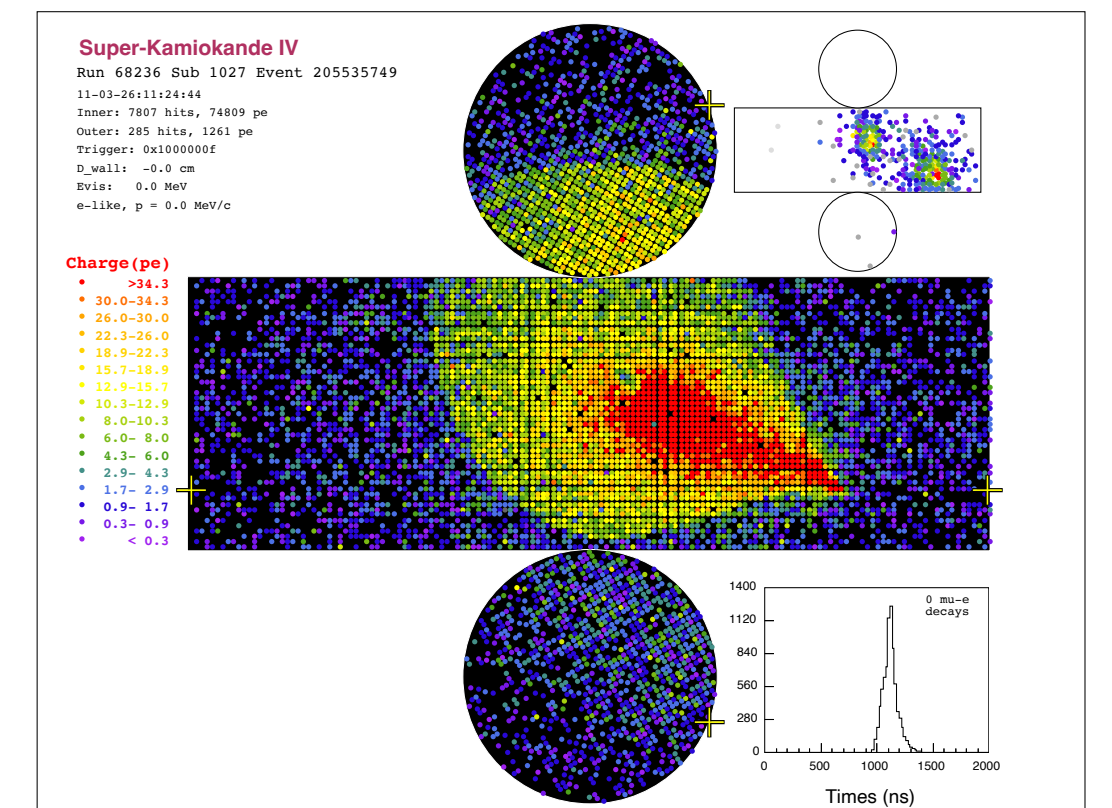 Super-Kamiokande IV
Run 68236 Sub 1027 Event 205535749
11-03-26:11:24:44
Inner: 7807 hits, 74809 pe
Outer: 285 hits, 1261 pe
Trigger: 0x1000000f
D_wall: -0.0 cm
Evis: 0.0 MeV
e-like, p = 0.0 MeV/c
Charge(pe)
>34.3
30.0-34.3
26.0-30.0
22.3-26.0
18.9-22.3
15.7-18.9
12.9-15.7
10.3-12.9
8.0-10.3
6.0- 8.0
4.3- 6.0
2.9- 4.3
1.7- 2.9
0.9- 1.7
0.3- 0.9
< 0.3
0 mu-e
decays
1400
1120
840
560
280
0
0 500 1000 1500 2000
Times (ns)